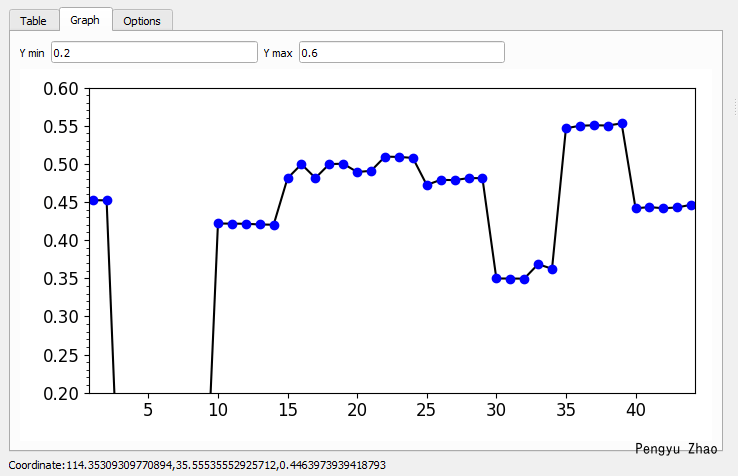 Table Graph Options
Y min 0.2 Y max 0.6
0.60
0.55
0.50
0.45
0.40
0.35
0.30
0.25
0.20
5 10 15 20 25 30 35 40
Pengyu Zhao
Coordinate:114.35309309770894,35.55535552925712,0.4463973939418793